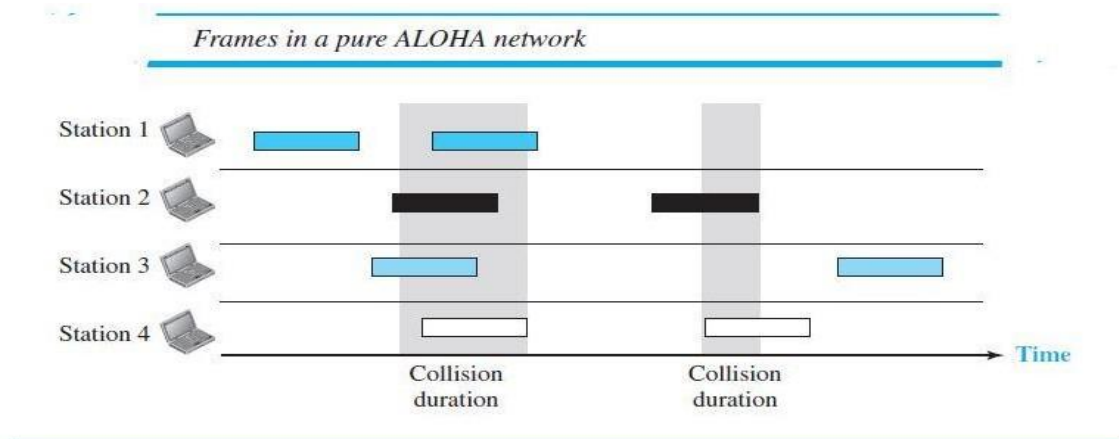 Frames in a pure ALOHA network
Station 1
Station 2
Station 3
Station 4
Time
Collision
duration
Collision
duration